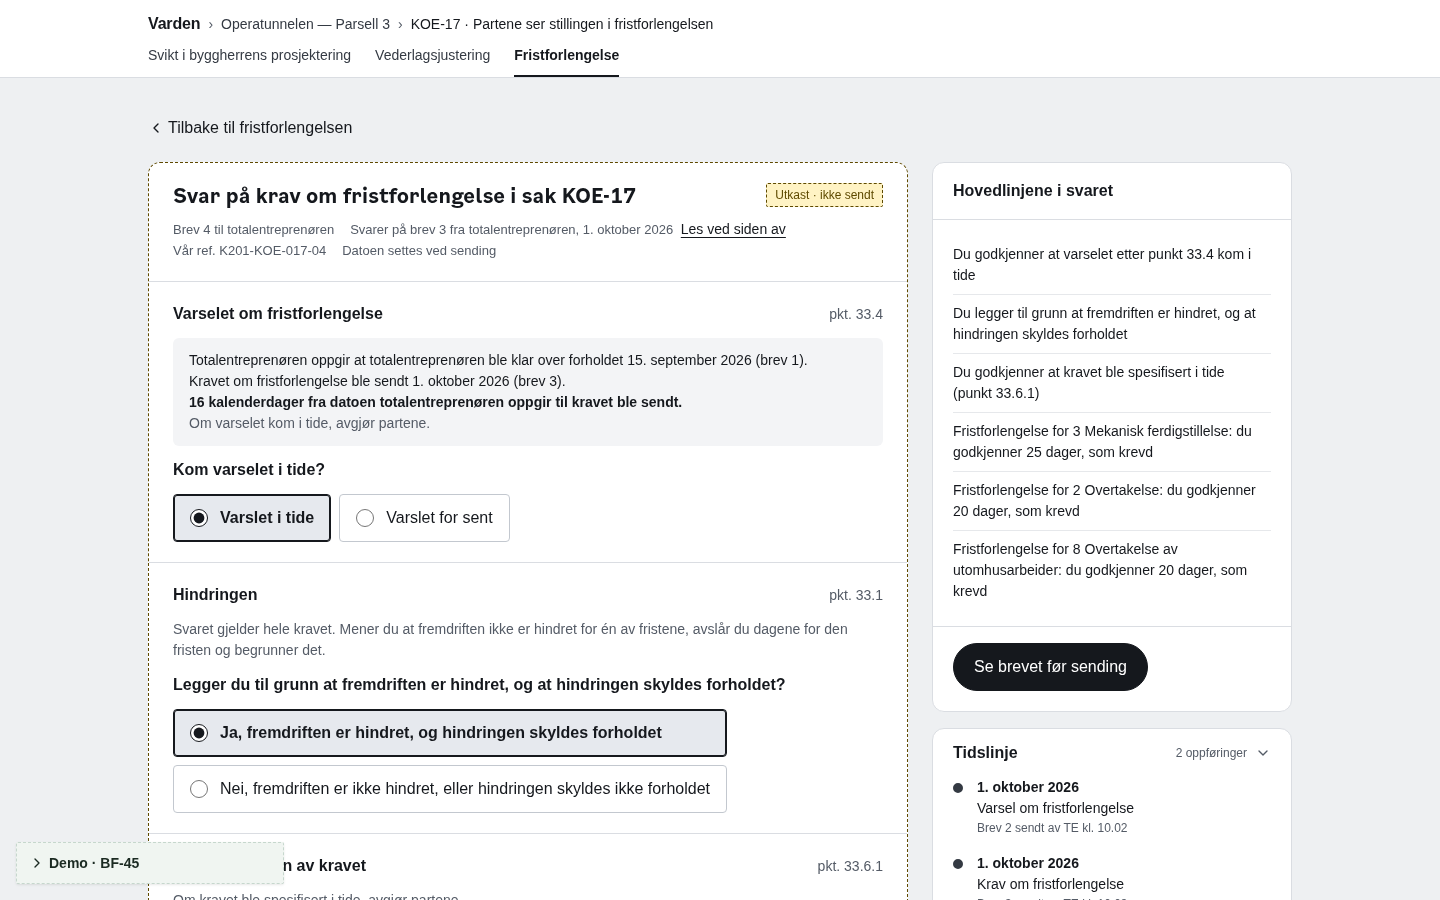 Varden › Operatunnelen — Parsell 3 › KOE-17 · Partene ser stillingen i fristforlengelsen
Svikt i byggherrens prosjektering Vederlagsjustering Fristforlengelse
Tilbake til fristforlengelsen
Svar på krav om fristforlengelse i sak KOE-17
Utkast · ikke sendt
Brev 4 til totalentreprenøren Svarer på brev 3 fra totalentreprenøren, 1. oktober 2026 Les ved siden av
Vår ref. K201-KOE-017-04 Datoen settes ved sending
Varselet om fristforlengelse
pkt. 33.4
Totalentreprenøren oppgir at totalentreprenøren ble klar over forholdet 15. september 2026 (brev 1).
Kravet om fristforlengelse ble sendt 1. oktober 2026 (brev 3).
16 kalenderdager fra datoen totalentreprenøren oppgir til kravet ble sendt.
Om varselet kom i tide, avgjør partene.
Kom varselet i tide?
Varslet i tide
Varslet for sent
Hindringen
pkt. 33.1
Svaret gjelder hele kravet. Mener du at fremdriften ikke er hindret for én av fristene, avslår du dagene for den
fristen og begrunner det.
Legger du til grunn at fremdriften er hindret, og at hindringen skyldes forholdet?
Ja, fremdriften er hindret, og hindringen skyldes forholdet
Nei, fremdriften er ikke hindret, eller hindringen skyldes ikke forholdet
n av kravet
pkt. 33.6.1
Om kravet ble spesifisert i tide, avgjør partene.
Demo · BF-45
Hovedlinjene i svaret
Du godkjenner at varselet etter punkt 33.4 kom i
tide
Du legger til grunn at fremdriften er hindret, og at
hindringen skyldes forholdet
Du godkjenner at kravet ble spesifisert i tide
(punkt 33.6.1)
Fristforlengelse for 3 Mekanisk ferdigstillelse: du
godkjenner 25 dager, som krevd
Fristforlengelse for 2 Overtakelse: du godkjenner
20 dager, som krevd
Fristforlengelse for 8 Overtakelse av
utomhusarbeider: du godkjenner 20 dager, som
krevd
Se brevet før sending
Tidslinje
2 oppføringer
1. oktober 2026
Varsel om fristforlengelse
Brev 2 sendt av TE kl. 10.02
1. oktober 2026
Krav om fristforlengelse